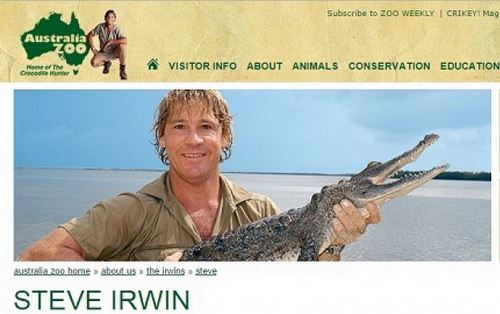 Subscribe to ZOO WEEKLY | CRIKEY! Mag
Australia
ZOO
Home of The
Crocodile Hunter
VISITOR INFO ABOUT ANIMALS CONSERVATION EDUCATION
australia zoo home » about us » the irwins » steve
STEVE IRWIN